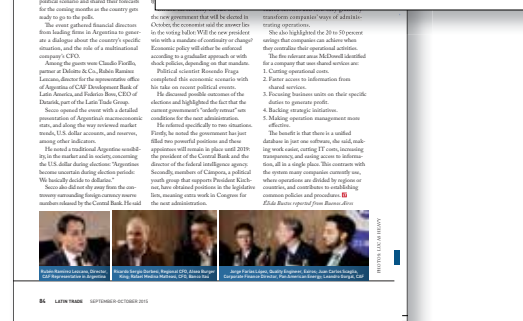 political scenario and shared their forecasts
for the coming months as the country gets
ready to go to the polls.
The event gathered financial directors
from leading firms in Argentina to gener-
ate a dialogue about the country's specific
situation, and the role of a multinational
company's CFO.
Among the guests were Claudio Fiorillo,
partner at Deloitte & Co., Rubén Ramírez
Lezcano, director for the representative office
of Argentina of CAF Development Bank of
Latin America, and Federico Boss, CEO of
Datastik, part of the Latin Trade Group.
Secco opened the event with a detailed
presentation of Argentina's macroeconomic
stats, and along the way reviewed market
trends, U.S. dollar accounts, and reserves,
among other indicators.
He noted a traditional Argentine sensibil-
ity, in the market and in society, concerning
the U.S. dollar during elections: "Argentines
become uncertain during election periods:
We basically decide to dollarize."
Secco also did not shy away from the con-
troversy surrounding foreign currency reserve
numbers released by the Central Bank. He said
the new government that will be elected in
October, the economist said the answer lies
in the voting ballot: Will the new president
win with a mandate of continuity or change?
Economic policy will either be enforced
according to a gradualist approach or with
shock policies, depending on that mandate.
Political scientist Rosendo Fraga
completed this economic scenario with
his take on recent political events.
He discussed possible outcomes of the
elections and highlighted the fact that the
current government's "orderly retreat" sets
conditions for the next administration.
He referred specifically to two situations.
Firstly, he noted the government has just
filled two powerful positions and these
appointees will remain in place until 2019:
the president of the Central Bank and the
director of the federal intelligence agency.
Secondly, members of Cámpora, a political
youth group that supports President Kirch-
ner, have obtained positions in the legislative
lists, meaning extra work in Congress for
the next administration.
transform companies' ways of adminis-
trating operations.
She also highlighted the 20 to 50 percent
savings that companies can achieve when
they centralize their operational activities.
The five relevant areas McDowell identified
for a company that uses shared services are:
1. Cutting operational costs.
2. Faster access to information from
shared services.
3. Focusing business units on their specific
duties to generate profit.
4. Backing strategic initiatives.
5. Making operation management more
effective.
The benefit is that there is a unified
database in just one software, she said, mak-
ing work easier, cutting IT costs, increasing
transparency, and easing access to informa-
tion, all in a single place. This contrasts with
the system many companies currently use,
where operations are divided by regions or
countries, and contributes to establishing
common policies and procedures.
Elida Bustos reported from Buenos Aires
Rubén Ramírez Lezcano, Director,
CAF Representative in Argentina
Ricardo Sergio Dorbesi, Regional CFO, Alsea Burger
King; Rafael Medina Mailhos, CFO, Banco Itaú
Jorge Farías López, Quality Engineer, Estrax; Juan Carlos Scaglia,
Corporate Finance Director, Pan American Energy; Leandro Gorgal, CAF
84 LATIN TRADE SEPTEMBER-OCTOBER 2015